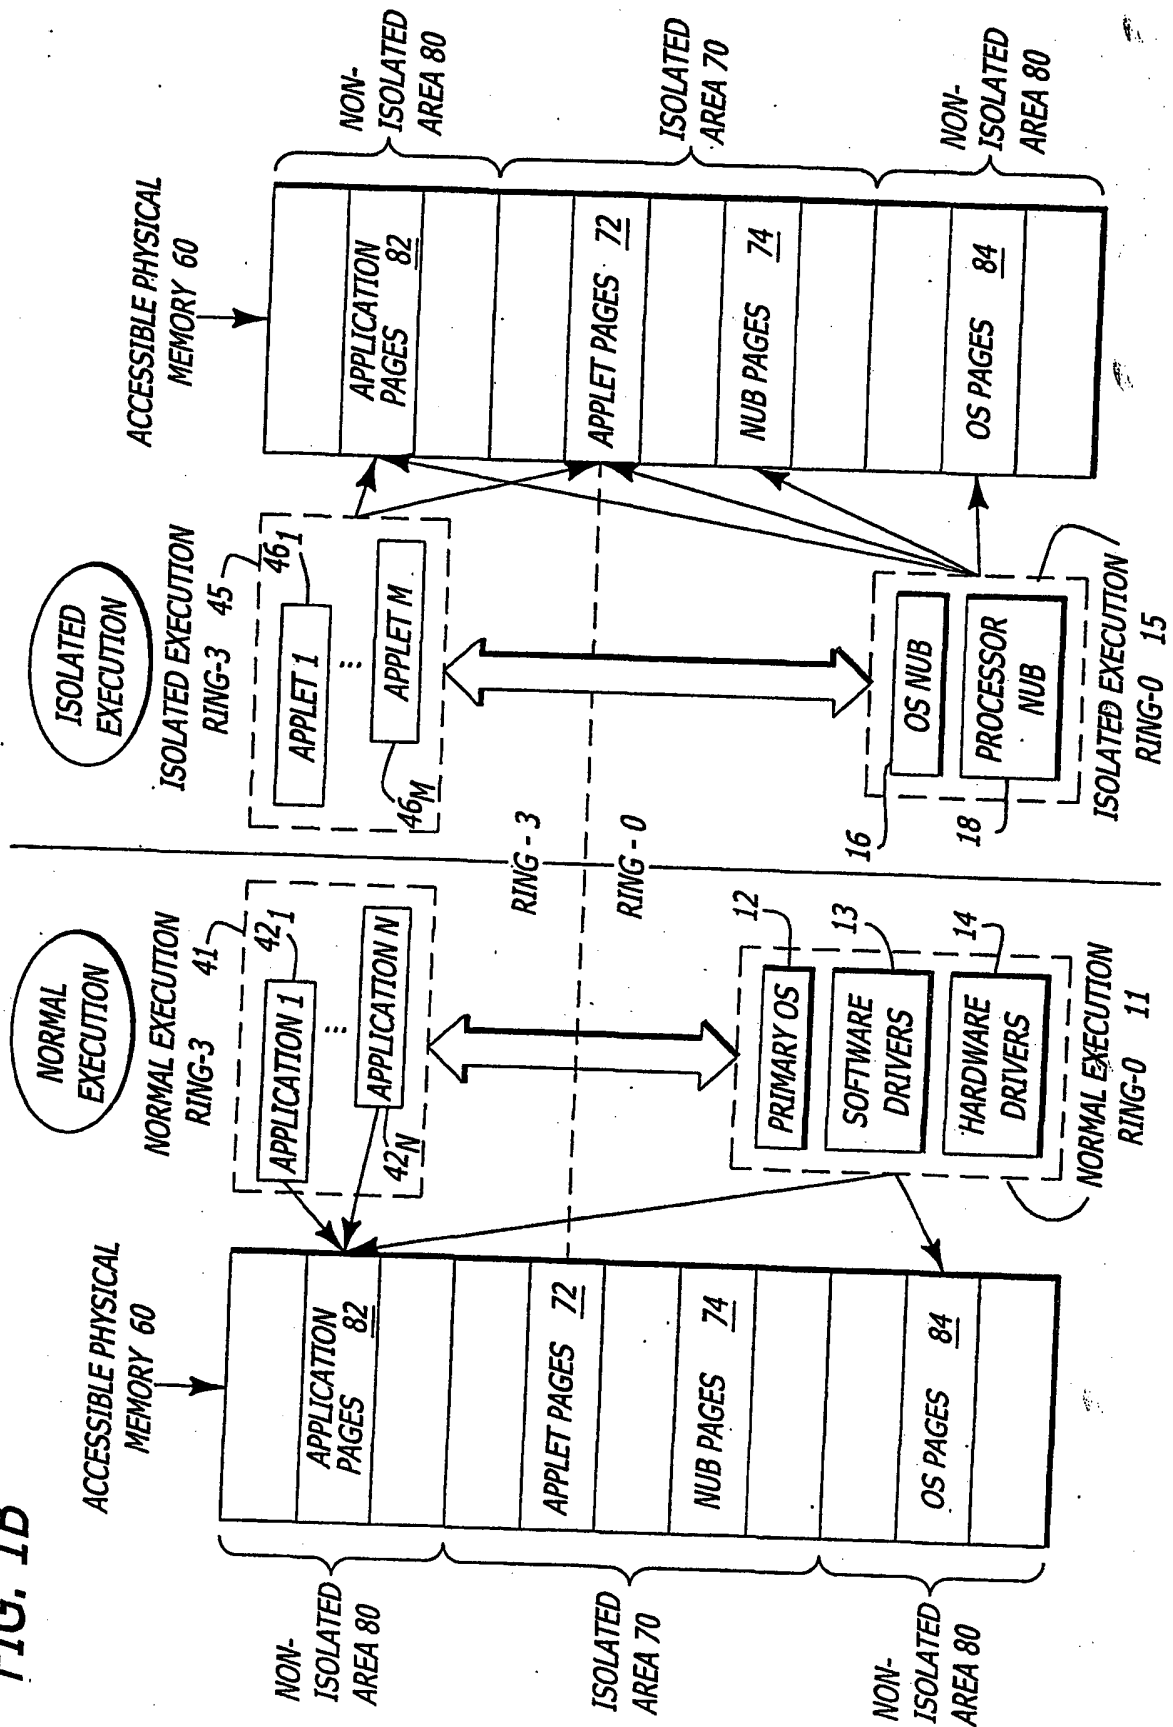 FIG. 1B
NORMAL
EXECUTION
ISOLATED
EXECUTION
ACCESSIBLE PHYSICAL
MEMORY 60
NORMAL EXECUTION
RING-3
41
ISOLATED EXECUTION
RING-3 45
ACCESSIBLE PHYSICAL
MEMORY 60
NON-
ISOLATED
AREA 80
ISOLATED
AREA 70
NON-
ISOLATED
AREA 80
APPLICATION
PAGES 82
APPLET PAGES 72
NUB PAGES 74
OS PAGES 84
APPLICATION 1
421
...
APPLICATION N
42N
RING - 3
RING - 0
PRIMARY OS
12
SOFTWARE
DRIVERS
13
HARDWARE
DRIVERS
14
NORMAL EXECUTION
RING-0 11
APPLET 1
461
...
APPLET M
46M
OS NUB
16
PROCESSOR
NUB
18
ISOLATED EXECUTION
RING-0 15
APPLICATION
PAGES 82
APPLET PAGES 72
NUB PAGES 74
OS PAGES 84
NON-
ISOLATED
AREA 80
ISOLATED
AREA 70
NON-
ISOLATED
AREA 80